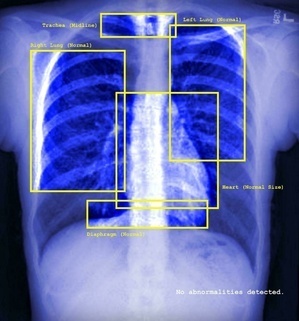 Trachea (Midline)
Left Lung (Normal)
Right Lung (Normal)
Heart (Normal Size)
Diaphragm (Normal)
No abnormalities detected.